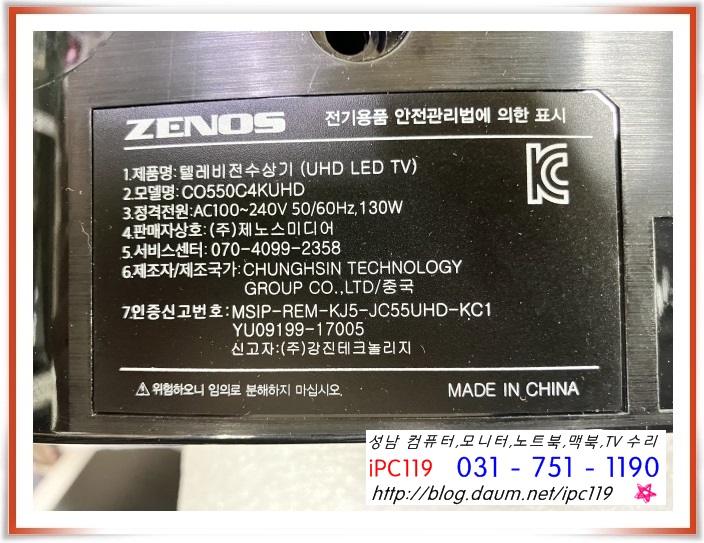 ZENOS 전기용품 안전관리법에 의한 표시
1.제품명:텔레비전수상기 (UHD LED TV)
2.모델명:CO550C4KUHD
3.정격전원:AC100~240V 50/60Hz,130W
4.판매자상호:(주)제노스미디어
5.서비스센터:070-4099-2358
6.제조자/제조국가:CHUNGHSIN TECHNOLOGY
GROUP CO.,LTD/중국
7.인증신고번호:MSIP-REM-KJ5-JC55UHD-KC1
YU09199-17005
신고자:(주)강진테크놀리지
⚠위험하오니 임의로 분해하지 마십시오. MADE IN CHINA
성남 컴퓨터,모니터,노트북,맥북,TV 수리
iPC119 031 - 751 - 1190
http://blog.daum.net/ipc119